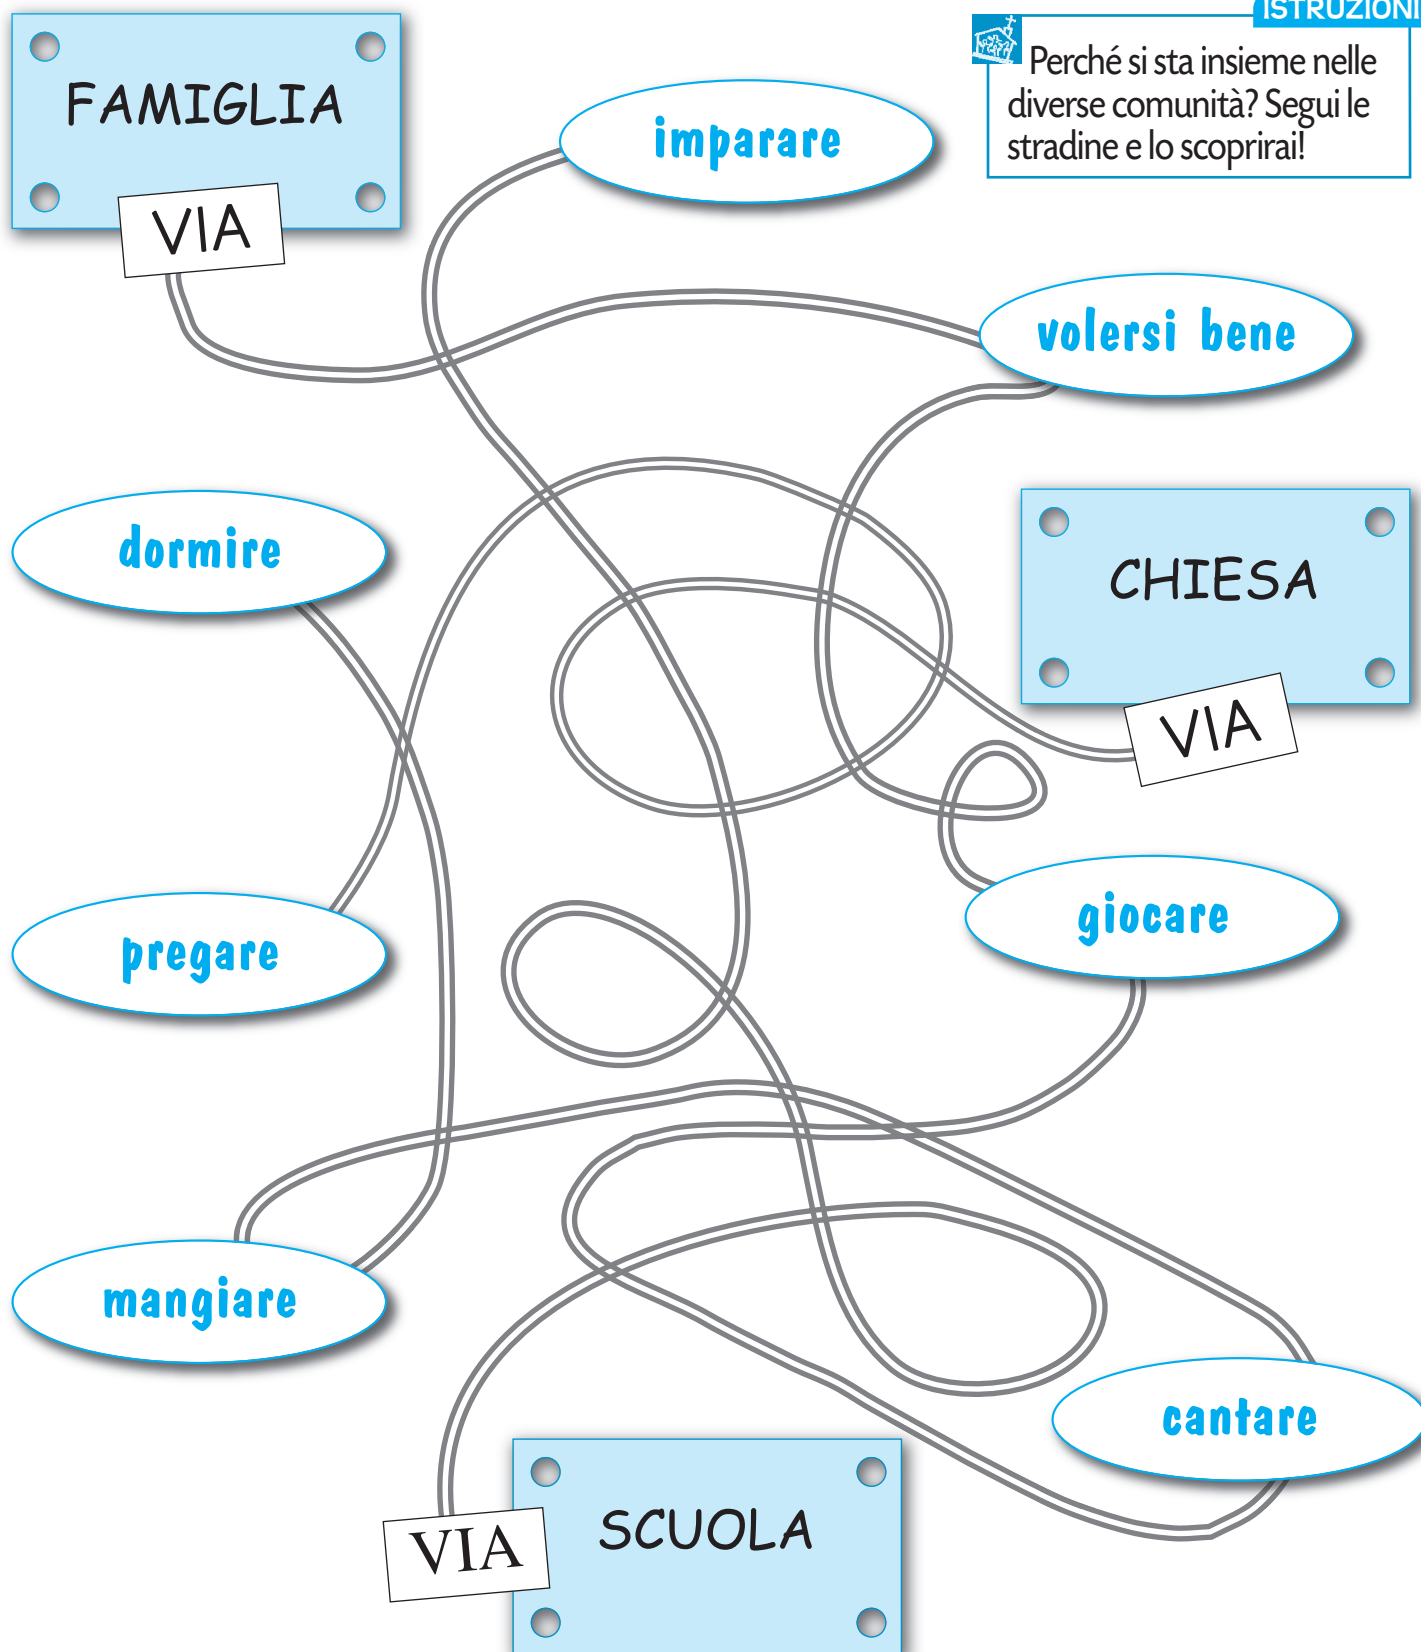 ISTRUZIONI
Perché si sta insieme nelle
diverse comunità? Segui le
stradine e lo scoprirai!
FAMIGLIA
VIA
imparare
volersi bene
dormire
CHIESA
VIA
pregare
giocare
mangiare
cantare
SCUOLA
VIA